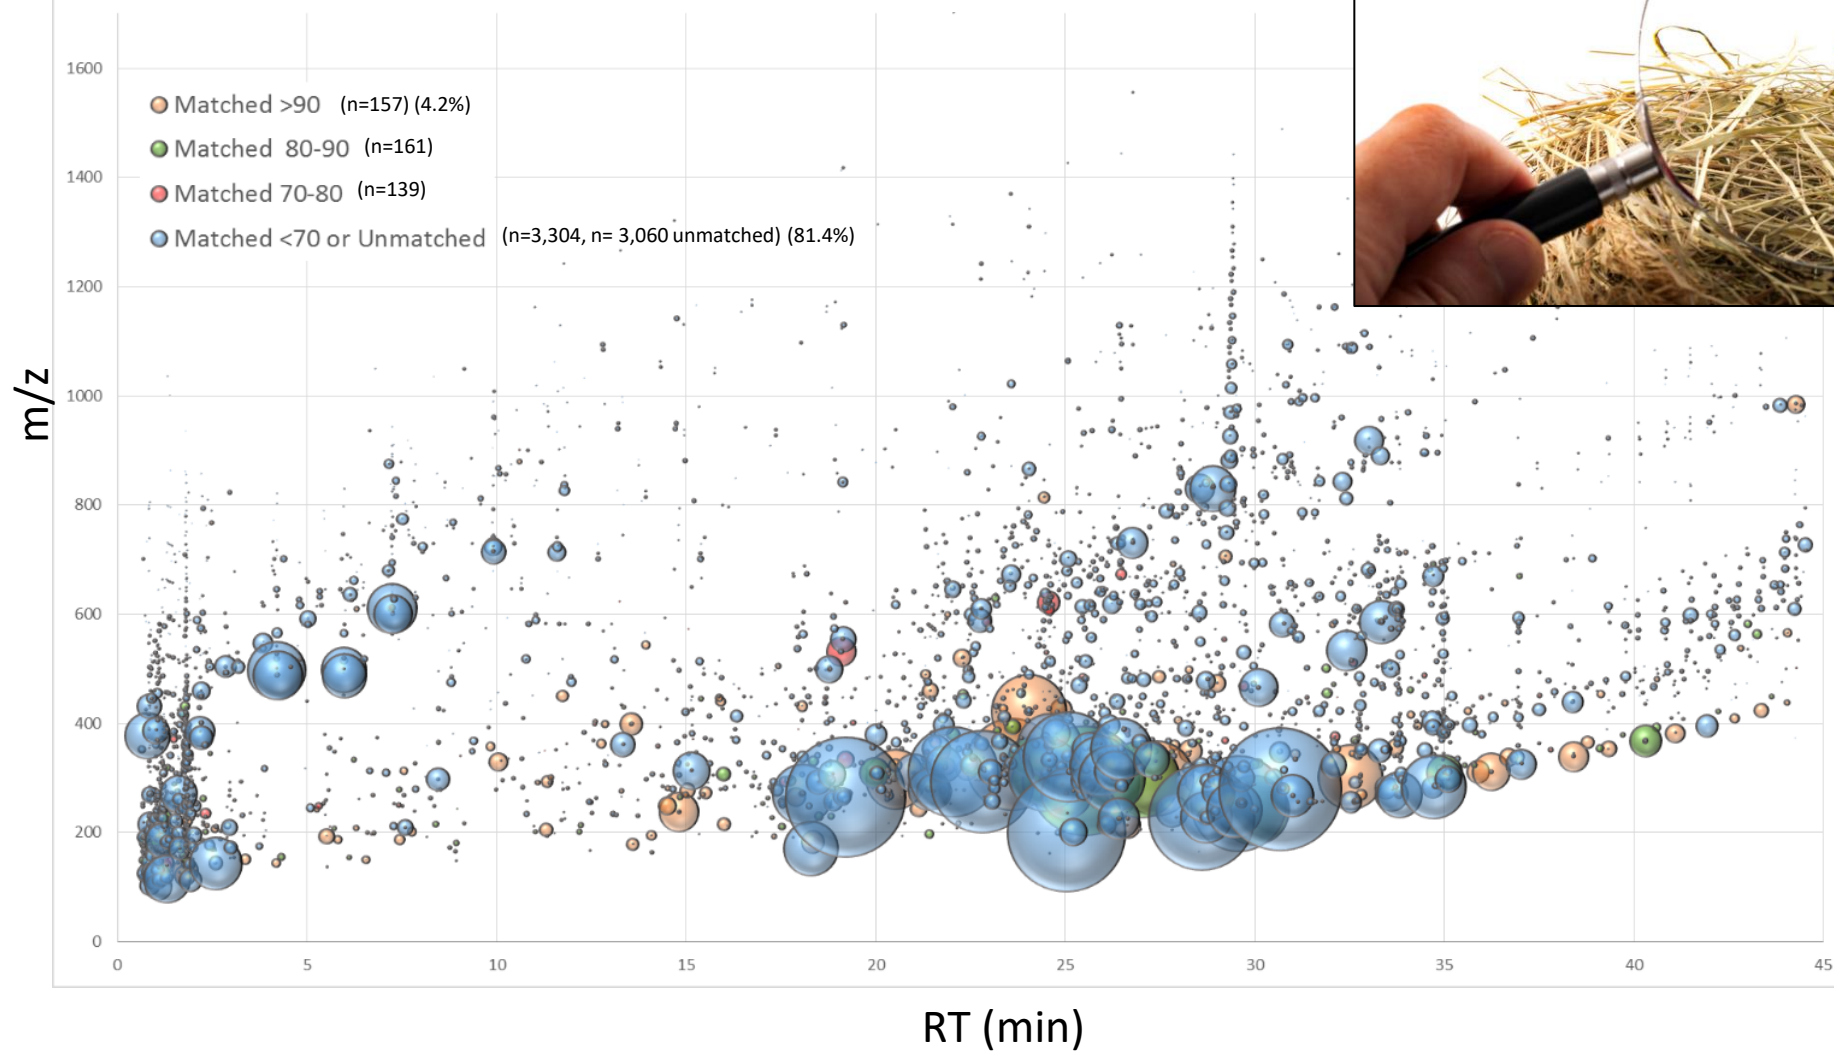 1600
1400
1200
1000
800
600
400
200
0
m/z
Matched >90 (n=157) (4.2%)
Matched 80-90 (n=161)
Matched 70-80 (n=139)
Matched <70 or Unmatched (n=3,304, n= 3,060 unmatched) (81.4%)
0 5 10 15 20 25 30 35 40 45
RT (min)